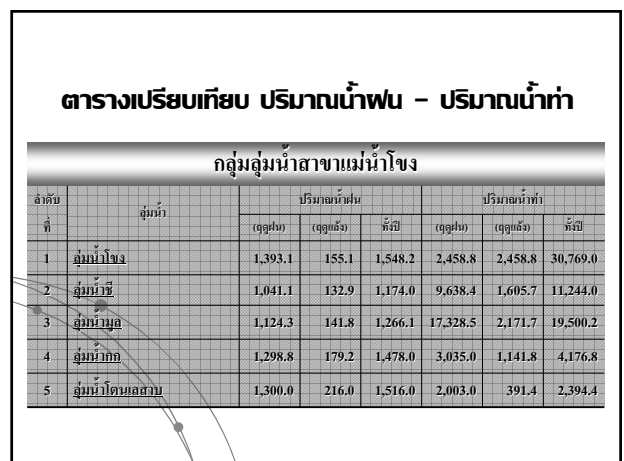 ตารางเปรียบเทียบ ปริมาณน้ำฝน – ปริมาณน้ำท่า
กลุ่มลุ่มน้ำสาขาแม่น้ำโขง
ลำดับที่ ลุ่มน้ำ ปริมาณน้ำฝน ปริมาณน้ำท่า
(ฤดูฝน) (ฤดูแล้ง) ทั้งปี (ฤดูฝน) (ฤดูแล้ง) ทั้งปี
1 ลุ่มน้ำโขง 1,393.1 155.1 1,548.2 2,458.8 2,458.8 30,769.0
2 ลุ่มน้ำชี 1,041.1 132.9 1,174.0 9,638.4 1,605.7 11,244.0
3 ลุ่มน้ำมูล 1,124.3 141.8 1,266.1 17,328.5 2,171.7 19,500.2
4 ลุ่มน้ำกก 1,298.8 179.2 1,478.0 3,035.0 1,141.8 4,176.8
5 ลุ่มน้ำโตนเลสาบ 1,300.0 216.0 1,516.0 2,003.0 391.4 2,394.4